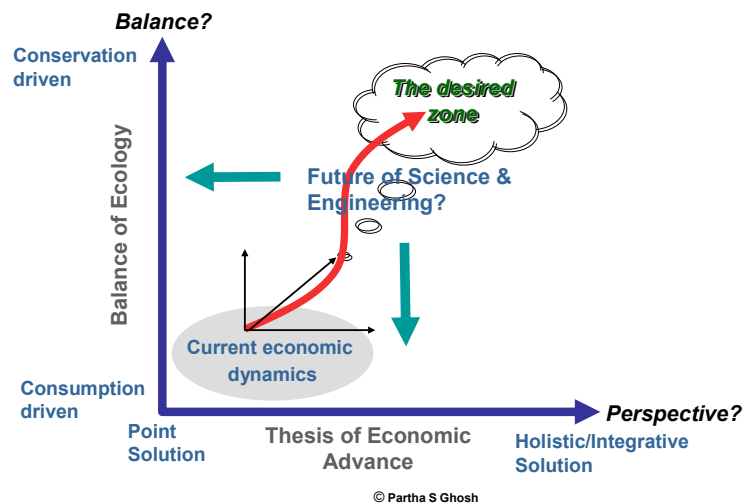 Balance?
Conservation
driven
The desired
zone
Balance of Ecology
Future of Science &
Engineering?
Current economic
dynamics
Consumption
driven
Perspective?
Point
Solution
Thesis of Economic
Advance
Holistic/Integrative
Solution
© Partha S Ghosh